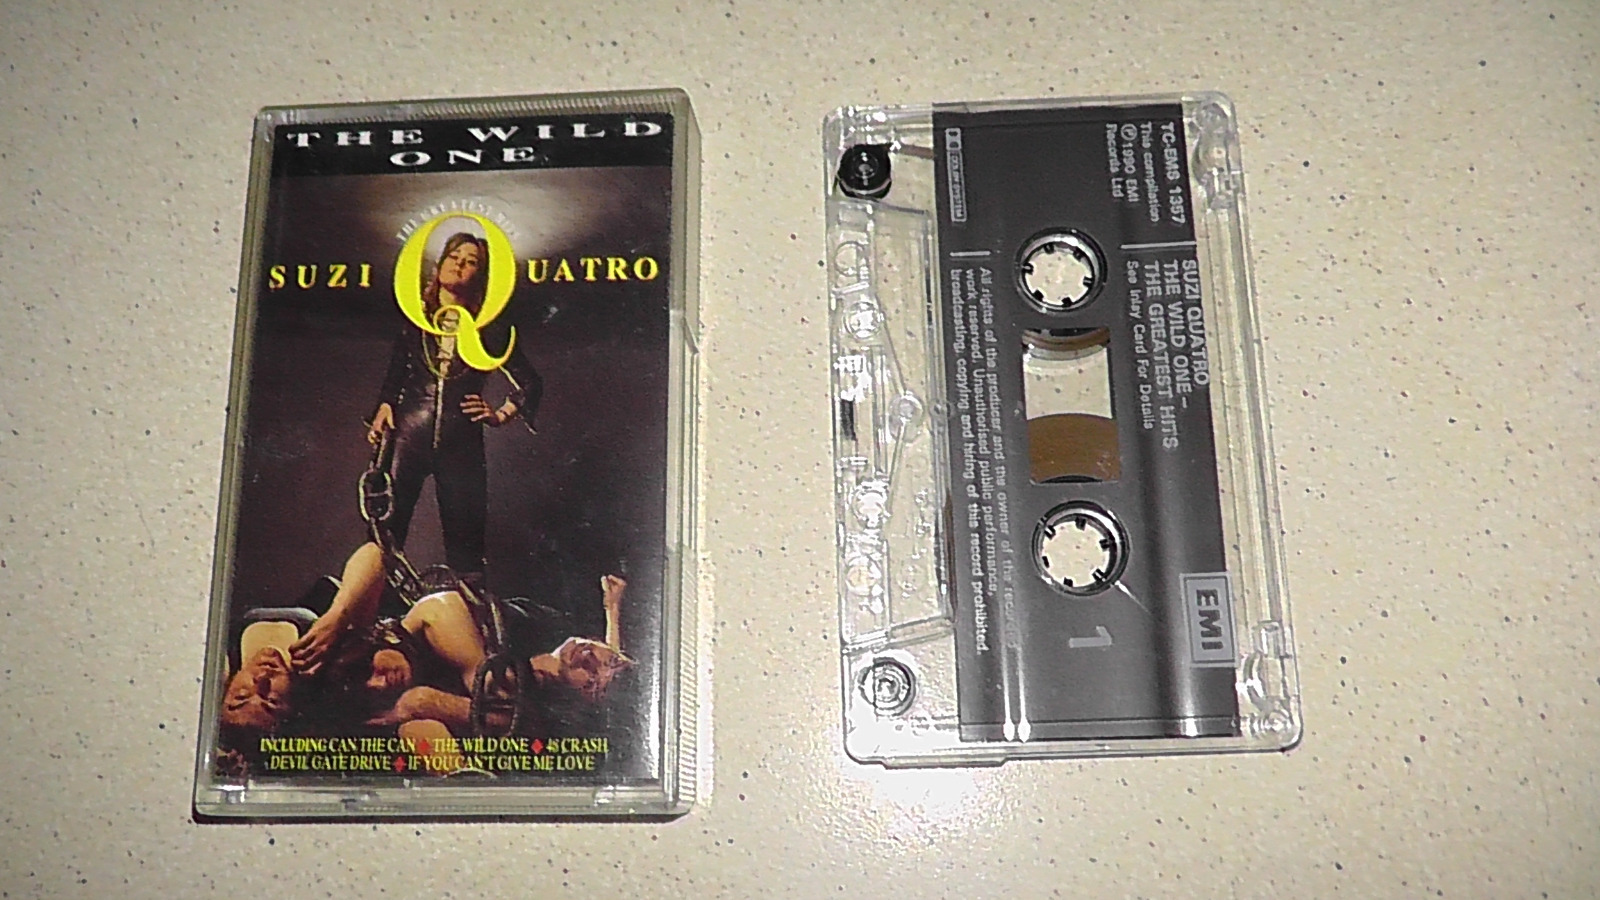 THE WILD
ONE
THE GREATEST HITS
SUZI QUATRO
INCLUDING CAN THE CAN ♦ THE WILD ONE ♦ 48 CRASH
DEVIL GATE DRIVE ♦ IF YOU CAN'T GIVE ME LOVE
TC-EMS 1357
This compilation
Ⓟ 1990 EMI
Records Ltd
SUZI QUATRO
THE WILD ONE–
THE GREATEST HITS
See Inlay Card For Details
EMI
1
All rights of the producer and the owner of the recorded
work reserved. Unauthorised public performance,
broadcasting, copying and hiring of this record prohibited.